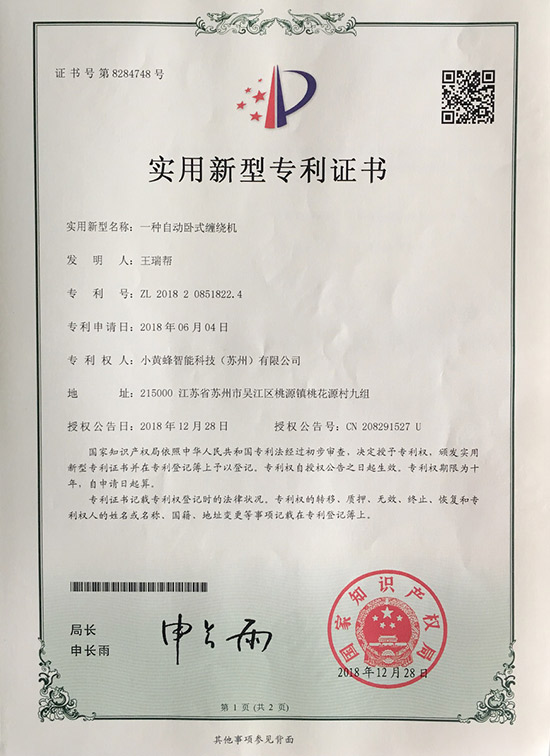 证书号第8284748号
实用新型专利证书
实用新型名称：一种自动卧式缠绕机
发明人：王瑞帮
专利号：ZL 2018 2 0851822.4
专利申请日：2018年06月04日
专利权人：小黄蜂智能科技（苏州）有限公司
地址：215000 江苏省苏州市吴江区桃源镇桃花源村九组
授权公告日：2018年12月28日 授权公告号：CN 208291527 U
国家知识产权局依照中华人民共和国专利法经过初步审查，决定授予专利权，颁发实用
新型专利证书并在专利登记簿上予以登记。专利权自授权公告之日起生效。专利权期限为十
年，自申请日起算。
专利证书记载专利权登记时的法律状况。专利权的转移、质押、无效、终止、恢复和专
利权人的姓名或名称、国籍、地址变更等事项记载在专利登记簿上。
局长
申长雨
申长雨
国家知识产权局
2018年12月28日
第1页（共2页）
其他事项参见背面